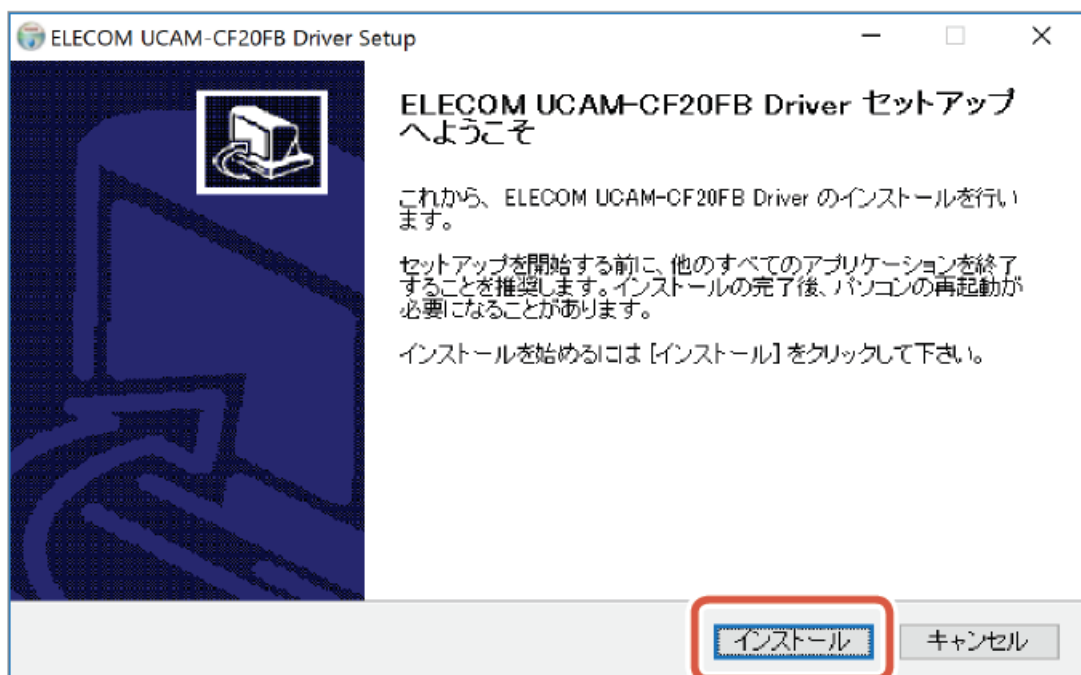 ELECOM UCAM-CF20FB Driver Setup
ELECOM UCAM-CF20FB Driver セットアップ
へようこそ
これから、ELECOM UCAM-CF20FB Driver のインストールを行い
ます。
セットアップを開始する前に、他のすべてのアプリケーションを終了
することを推奨します。インストールの完了後、パソコンの再起動が
必要になることがあります。
インストールを始めるには [インストール] をクリックして下さい。
インストール
キャンセル